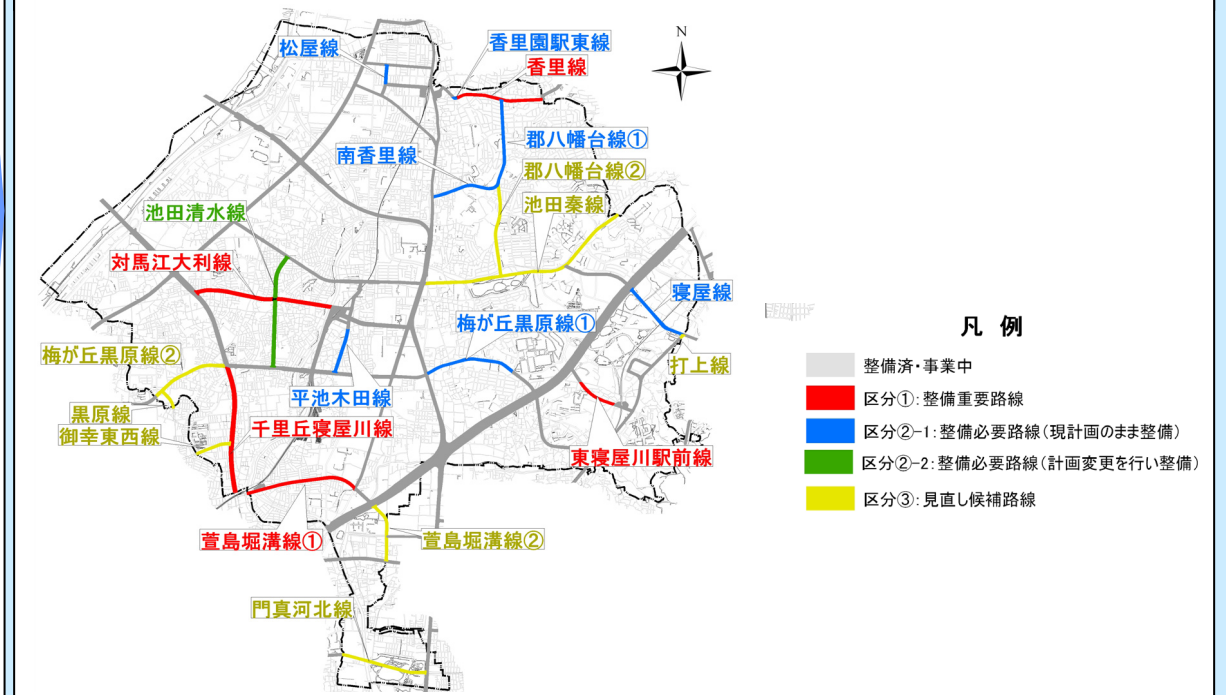 松屋線
香里園駅東線
香里線
N
郡八幡台線①
南香里線
郡八幡台線②
池田秦線
池田清水線
対馬江大利線
寝屋線
梅が丘黒原線①
梅が丘黒原線②
打上線
平池木田線
黒原線
千里丘寝屋川線
御幸東西線
東寝屋川駅前線
萱島堀溝線①
萱島堀溝線②
門真河北線
凡 例
整備済・事業中
区分①:整備重要路線
区分②-1:整備必要路線(現計画のまま整備)
区分②-2:整備必要路線(計画変更を行い整備)
区分③:見直し候補路線